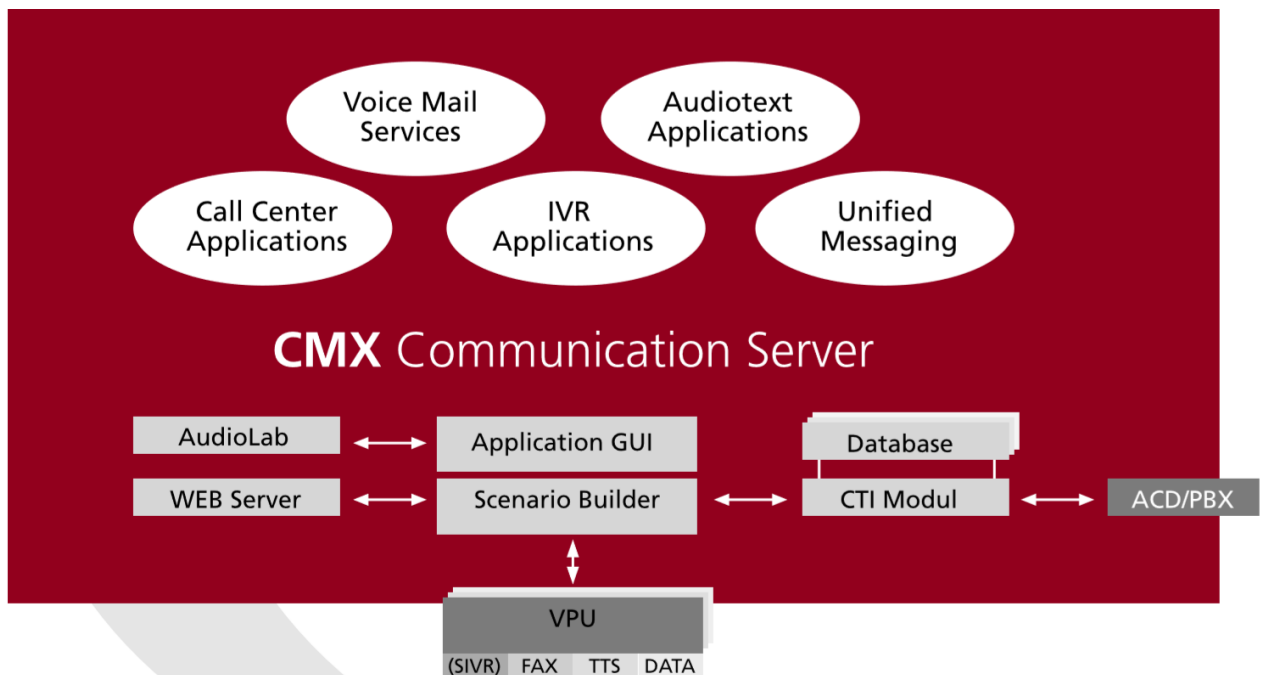 Voice Mail
Services
Audiotext
Applications
Call Center
Applications
IVR
Applications
Unified
Messaging
CMX Communication Server
AudioLab
Application GUI
Database
WEB Server
Scenario Builder
CTI Modul
ACD/PBX
VPU
(SIVR) FAX TTS DATA